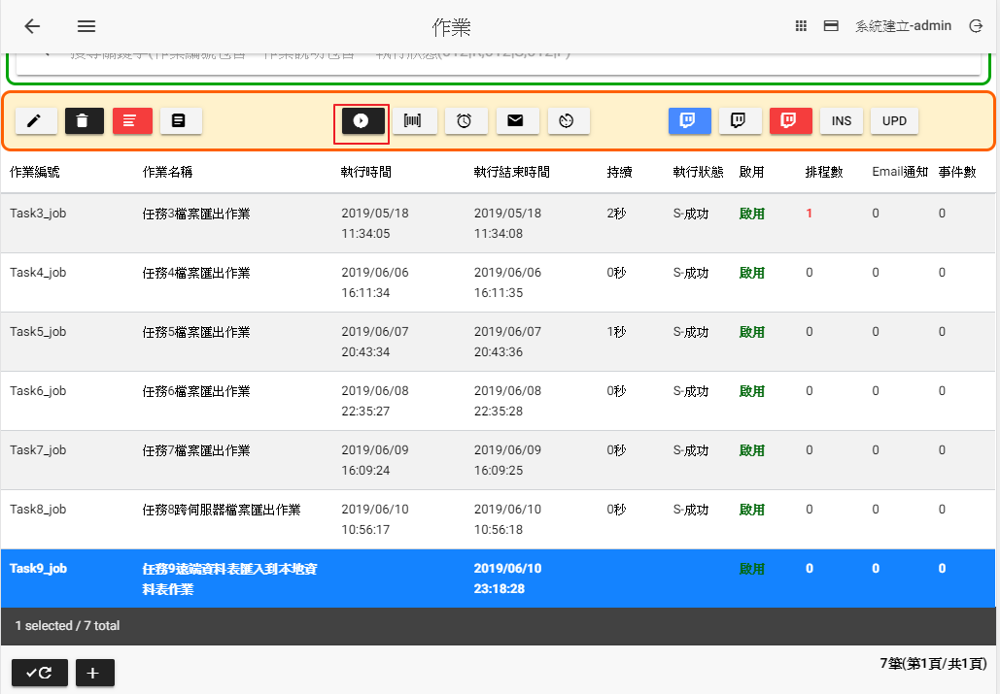 作業
系統建立-admin
INS
UPD
作業編號 作業名稱 執行時間 執行結束時間 持續 執行狀態 啟用 排程數 Email通知 事件數
Task3_job 任務3檔案匯出作業 2019/05/18 2019/05/18 2秒 S-成功 啟用 1 0 0
11:34:05 11:34:08
Task4_job 任務4檔案匯出作業 2019/06/06 2019/06/06 0秒 S-成功 啟用 0 0 0
16:11:34 16:11:35
Task5_job 任務5檔案匯出作業 2019/06/07 2019/06/07 1秒 S-成功 啟用 0 0 0
20:43:34 20:43:36
Task6_job 任務6檔案匯出作業 2019/06/08 2019/06/08 0秒 S-成功 啟用 0 0 0
22:35:27 22:35:28
Task7_job 任務7檔案匯出作業 2019/06/09 2019/06/09 0秒 S-成功 啟用 0 0 0
16:09:24 16:09:25
Task8_job 任務8跨伺服器檔案匯出作業 2019/06/10 2019/06/10 0秒 S-成功 啟用 0 0 0
10:56:17 10:56:18
Task9_job 任務9遠端資料表匯入到本地資 2019/06/10 啟用 0 0 0
料表作業 23:18:28
1 selected / 7 total
7筆(第1頁/共1頁)